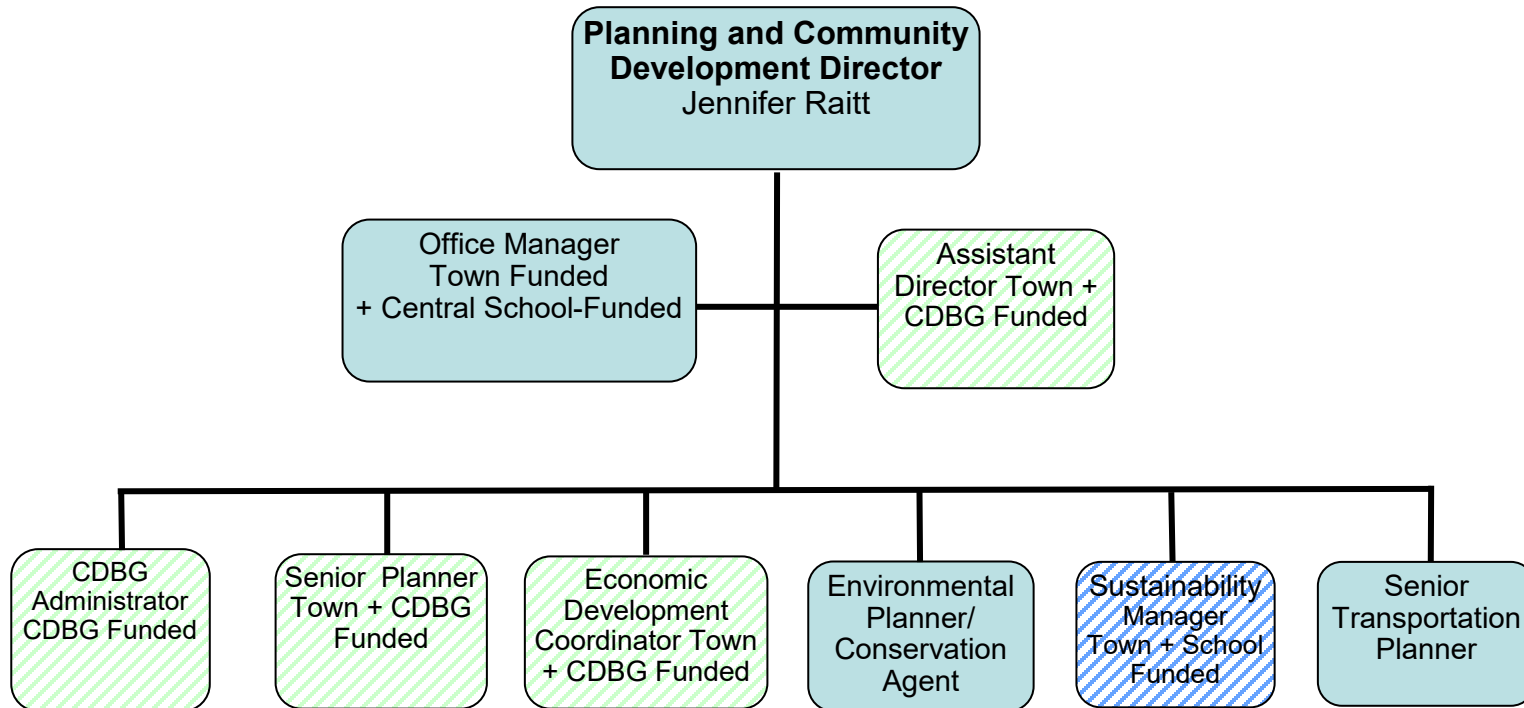 Planning and Community
Development Director
Jennifer Raitt
Office Manager
Town Funded
+ Central School-Funded
Assistant
Director Town +
CDBG Funded
CDBG
Administrator
CDBG Funded
Senior Planner
Town + CDBG
Funded
Economic
Development
Coordinator Town
+ CDBG Funded
Environmental
Planner/
Conservation
Agent
Sustainability
Manager
Town + School
Funded
Senior
Transportation
Planner